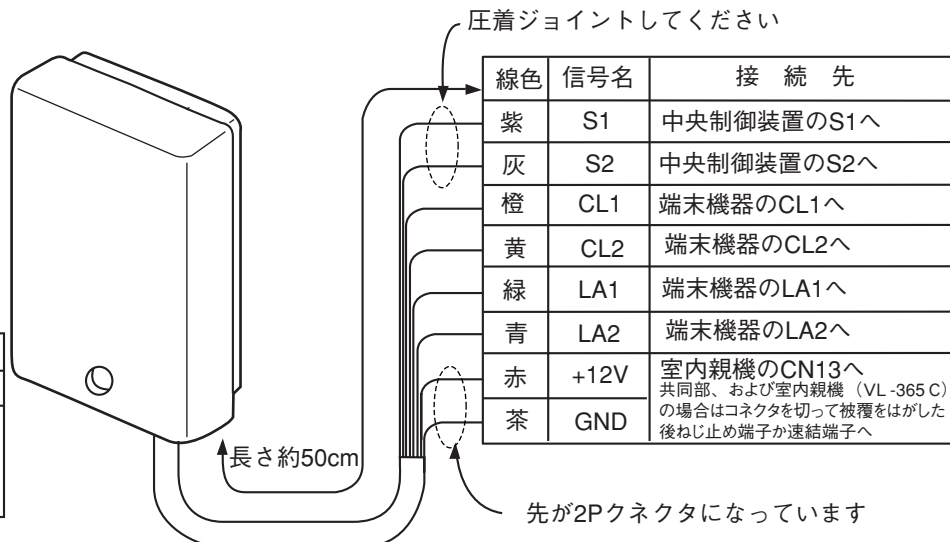 圧着ジョイントしてください
線色 信号名 接 続 先
紫 S1 中央制御装置のS1へ
灰 S2 中央制御装置のS2へ
橙 CL1 端末機器のCL1へ
黄 CL2 端末機器のCL2へ
緑 LA1 端末機器のLA1へ
青 LA2 端末機器のLA2へ
赤 +12V 室内親機のCN13へ
共同部、および室内親機 (VL-365C)
の場合はコネクタを切って被覆をはがした
茶 GND 後ねじ止め端子か速結端子へ
長さ約50cm
先が2Pクネクタになっています